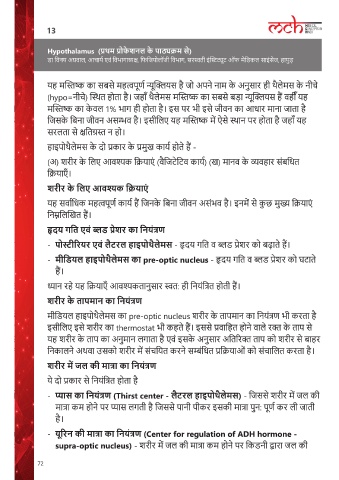 13
mch
Hypothalamus (प्रथम प्रोफेशनल के पाठ्यक्रम से)
डा विक्रम अग्रवाल, आचार्य एवं विभागाध्यक्ष, फिजियोलॉजी विभाग, सरस्वती इंस्टिट्यूट ऑफ मेडिकल साइंसेज, हापुड़
यह मस्तिष्क का सबसे महत्वपूर्ण न्यूक्लियस है जो अपने नाम के अनुसार ही थैलेमस के नीचे
(hypo=नीचे) स्थित होता है। जहाँ थैलेमस मस्तिष्क का सबसे बड़ा न्यूक्लियस हैं वहाँ यह
मस्तिष्क का केवल 1% भाग ही होता है। इस पर भी इसे जीवन का आधार माना जाता है
जिसके बिना जीवन असम्भव है। इसीलिए यह मस्तिष्क में ऐसे स्थान पर होता है जहाँ यह
सरलता से क्षतिग्रस्त न हो।
हाइपोथैलेमस के दो प्रकार के प्रमुख कार्य होते हैं –
(अ) शरीर के लिए आवश्यक क्रियाएं (वैजिटेटिव कार्य) (ख) मानव के व्यवहार संबंधित
क्रियाएँ।
शरीर के लिए आवश्यक क्रियाएं
यह सर्वाधिक महत्वपूर्ण कार्य हैं जिनके बिना जीवन असंभव है। इनमें से कुछ मुख्य क्रियाएं
निम्नलिखित हैं।
हृदय गति एवं ब्लड प्रेशर का नियंत्रण
- पोस्टीरियर एवं लैटरल हाइपोथैलेमस - हृदय गति व ब्लड प्रेशर को बढ़ाते हैं।
- मीडियल हाइपोथैलेमस का pre-optic nucleus - हृदय गति व ब्लड प्रेशर को घटाते
हैं।
ध्यान रहे यह क्रियाएँ आवश्यकतानुसार स्वत: ही नियंत्रित होती हैं।
शरीर के तापमान का नियंत्रण
मीडियल हाइपोथैलेमस का pre-optic nucleus शरीर के तापमान का नियंत्रण भी करता है
इसीलिए इसे शरीर का thermostat भी कहते हैं। इससे प्रवाहित होने वाले रक्त के ताप से
यह शरीर के ताप का अनुमान लगाता है एवं इसके अनुसार अतिरिक्त ताप को शरीर से बाहर
निकालने अथवा उसको शरीर में संचयित करने सम्बंधित प्रक्रियाओं को संचालित करता है।
शरीर में जल की मात्रा का नियंत्रण
ये दो प्रकार से नियंत्रित होता है
- प्यास का नियंत्रण (Thirst center - लैटरल हाइपोथैलेमस) - जिससे शरीर में जल की
मात्रा कम होने पर प्यास लगती है जिससे पानी पीकर इसकी मात्रा पुन: पूर्ण कर ली जाती
है।
- यूरिन की मात्रा का नियंत्रण (Center for regulation of ADH hormone -
supra-optic nucleus) - शरीर में जल की मात्रा कम होने पर किडनी द्वारा जल की
72